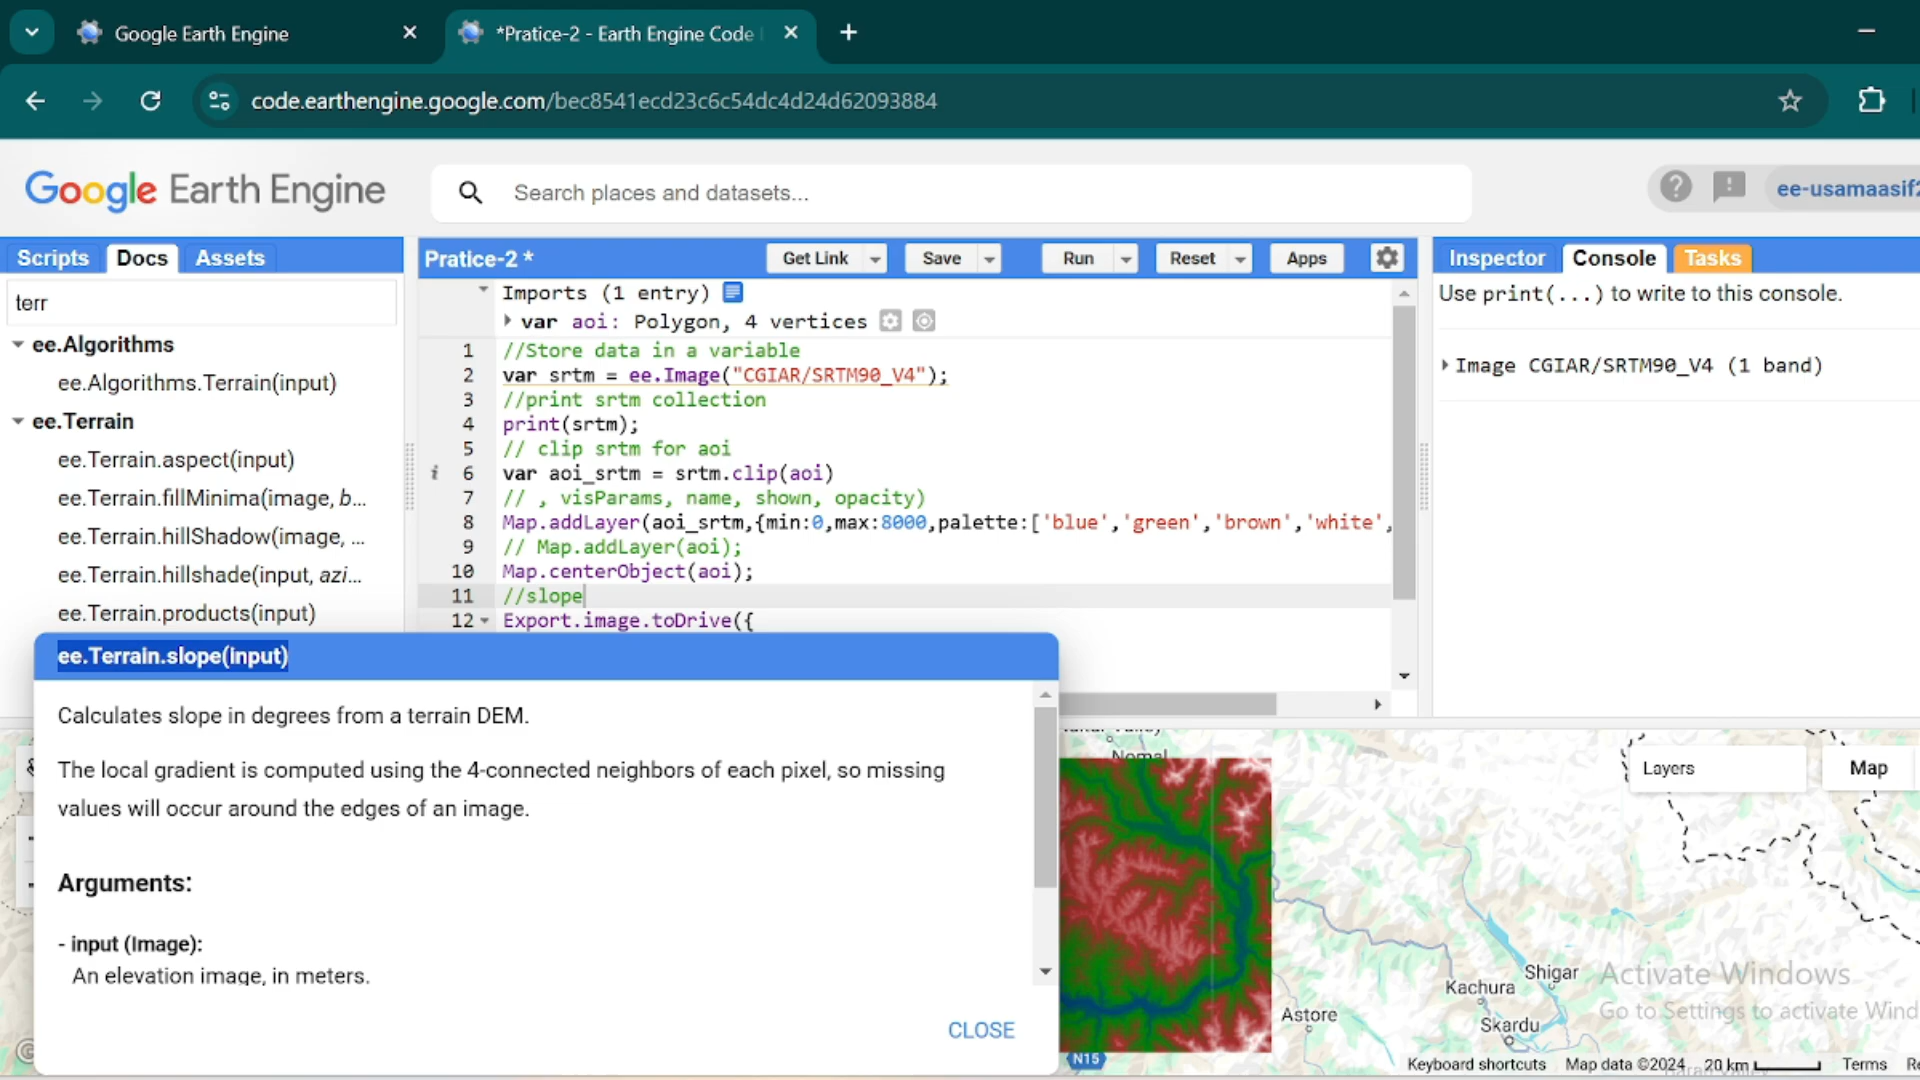 Google Earth Engine
*Pratice-2 - Earth Engine Code
code.earthengine.google.com/bec8541ecd23c6c54dc4d24d62093884
Google Earth Engine
Search places and datasets...
ee-usamaasif2
Scripts Docs Assets
terr
ee.Algorithms
ee.Algorithms.Terrain(input)
ee.Terrain
ee.Terrain.aspect(input)
ee.Terrain.fillMinima(image, b...
ee.Terrain.hillShadow(image, ...
ee.Terrain.hillshade(input, azi...
ee.Terrain.products(input)
Pratice-2 *
Get Link Save Run Reset Apps
Imports (1 entry)
var aoi: Polygon, 4 vertices
1 //Store data in a variable
2 var srtm = ee.Image("CGIAR/SRTM90_V4");
3 //print srtm collection
4 print(srtm);
5 // clip srtm for aoi
i 6 var aoi_srtm = srtm.clip(aoi)
7 // , visParams, name, shown, opacity)
8 Map.addLayer(aoi_srtm,{min:0,max:8000,palette:['blue','green','brown','white',
9 // Map.addLayer(aoi);
10 Map.centerObject(aoi);
11 //slope
12 Export.image.toDrive({
Inspector Console Tasks
Use print(...) to write to this console.
Image CGIAR/SRTM90_V4 (1 band)
ee.Terrain.slope(input)
Calculates slope in degrees from a terrain DEM.
The local gradient is computed using the 4-connected neighbors of each pixel, so missing
values will occur around the edges of an image.
Arguments:
- input (Image):
An elevation image, in meters.
CLOSE
Nomal
Layers
Map
Shigar
Kachura
Astore
Skardu
N15
Activate Windows
Go to Settings to activate Wind
Keyboard shortcuts Map data ©2024 20 km Terms